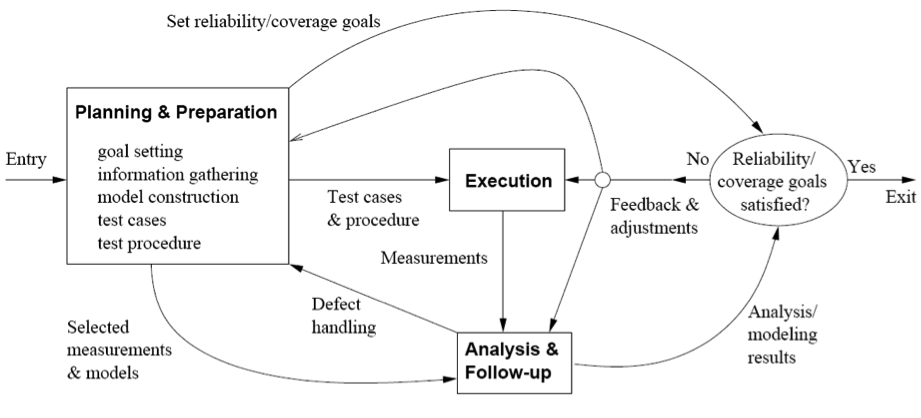 Set reliability/coverage goals
Planning & Preparation
goal setting
information gathering
model construction
test cases
test procedure
Entry
Test cases
& procedure
Execution
Feedback &
adjustments
No
Reliability/
coverage goals
satisfied?
Yes
Exit
Measurements
Defect
handling
Selected
measurements
& models
Analysis &
Follow-up
Analysis/
modeling
results